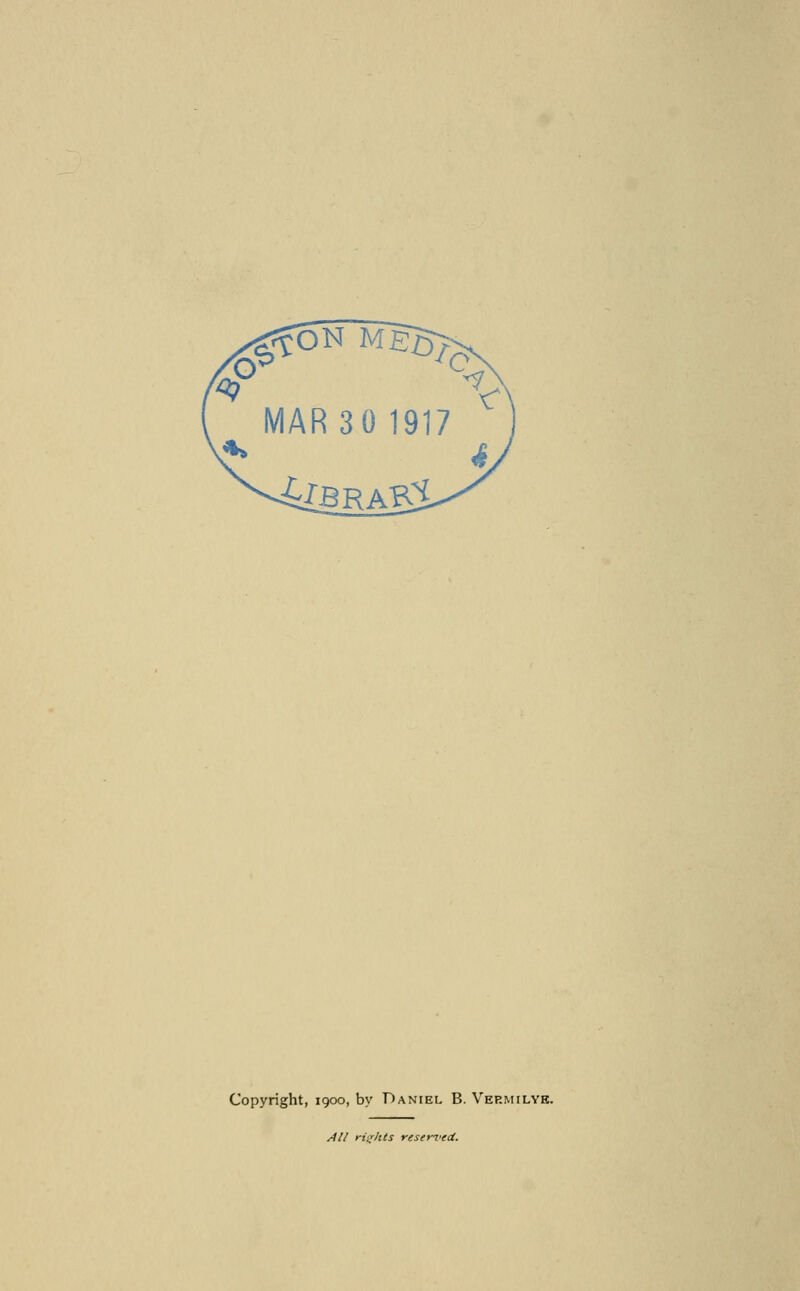 BOSTON MEDICAL
MAR 30 1917
LIBRARY
Copyright, 1900, by Daniel B. Vermilye.
All rights reserved.